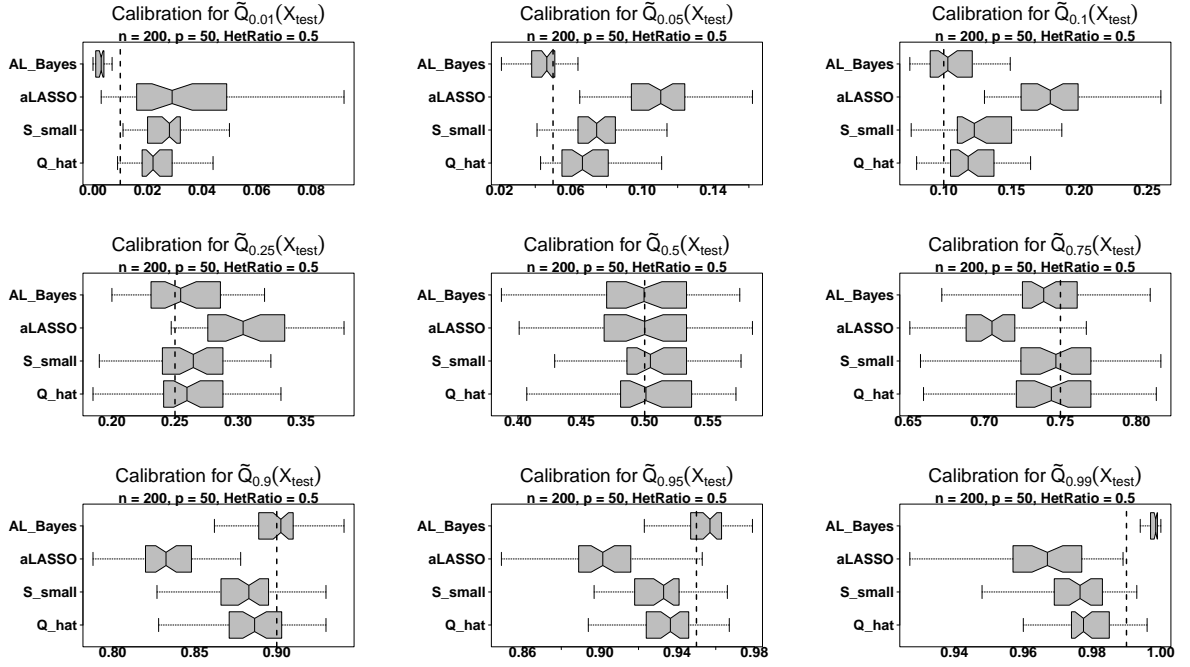 Calibration for Q̃0.01(Xtest)
n = 200, p = 50, HetRatio = 0.5
AL_Bayes
aLASSO
S_small
Q_hat
0.00 0.02 0.04 0.06 0.08
Calibration for Q̃0.05(Xtest)
n = 200, p = 50, HetRatio = 0.5
AL_Bayes
aLASSO
S_small
Q_hat
0.02 0.06 0.10 0.14
Calibration for Q̃0.1(Xtest)
n = 200, p = 50, HetRatio = 0.5
AL_Bayes
aLASSO
S_small
Q_hat
0.10 0.15 0.20 0.25
Calibration for Q̃0.25(Xtest)
n = 200, p = 50, HetRatio = 0.5
AL_Bayes
aLASSO
S_small
Q_hat
0.20 0.25 0.30 0.35
Calibration for Q̃0.5(Xtest)
n = 200, p = 50, HetRatio = 0.5
AL_Bayes
aLASSO
S_small
Q_hat
0.40 0.45 0.50 0.55
Calibration for Q̃0.75(Xtest)
n = 200, p = 50, HetRatio = 0.5
AL_Bayes
aLASSO
S_small
Q_hat
0.65 0.70 0.75 0.80
Calibration for Q̃0.9(Xtest)
n = 200, p = 50, HetRatio = 0.5
AL_Bayes
aLASSO
S_small
Q_hat
0.80 0.85 0.90
Calibration for Q̃0.95(Xtest)
n = 200, p = 50, HetRatio = 0.5
AL_Bayes
aLASSO
S_small
Q_hat
0.86 0.90 0.94 0.98
Calibration for Q̃0.99(Xtest)
n = 200, p = 50, HetRatio = 0.5
AL_Bayes
aLASSO
S_small
Q_hat
0.94 0.96 0.98 1.00